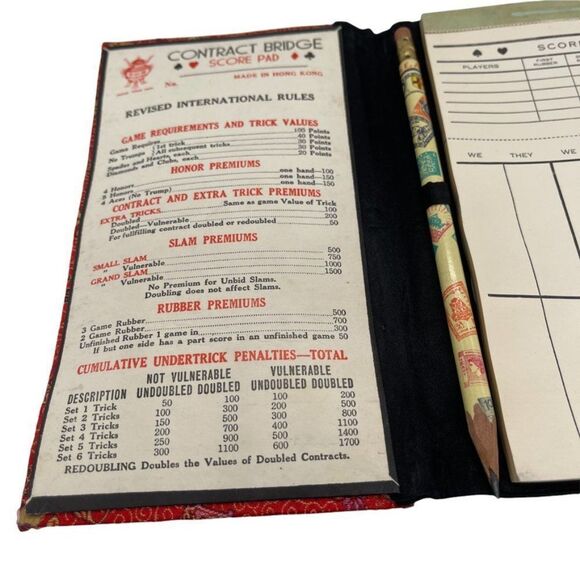 CONTRACT BRIDGE
SCORE PAD
No.
MADE IN HONG KONG
REVISED INTERNATIONAL RULES
GAME REQUIREMENTS AND TRICK VALUES
Game Requires 100 Points
No Trumps 1st trick 40 Points
All subsequent tricks 30 Points
Spades and Hearts, each 30 Points
Diamonds and Clubs, each 20 Points
HONOR PREMIUMS
4 Honors one hand—100
5 Honors one hand—150
4 Aces (No Trump) 150
CONTRACT AND EXTRA TRICK PREMIUMS
EXTRA TRICKS Same as game Value of Trick
Doubled 100
Doubled—Vulnerable 200
For fullfilling contract doubled or redoubled 50
SLAM PREMIUMS
SMALL SLAM 500
" Vulnerable 750
GRAND SLAM 1000
" Vulnerable 1500
No Premium for Unbid Slams.
Doubling does not affect Slams.
RUBBER PREMIUMS
3 Game Rubber 500
2 Game Rubber 700
Unfinished Rubber 1 game in 300
If but one side has a part score in an unfinished game 50
CUMULATIVE UNDERTRICK PENALTIES—TOTAL
NOT VULNERABLE VULNERABLE
DESCRIPTION UNDOUBLED DOUBLED UNDOUBLED DOUBLED
Set 1 Trick 50 100 100 200
Set 2 Tricks 100 300 200 500
Set 3 Tricks 150 500 300 800
Set 4 Tricks 200 700 400 1100
Set 5 Tricks 250 900 500 1400
Set 6 Tricks 300 1100 600 1700
REDOUBLING Doubles the Values of Doubled Contracts.
SCOR
PLAYERS FIRST RUBBER
WE THEY WE